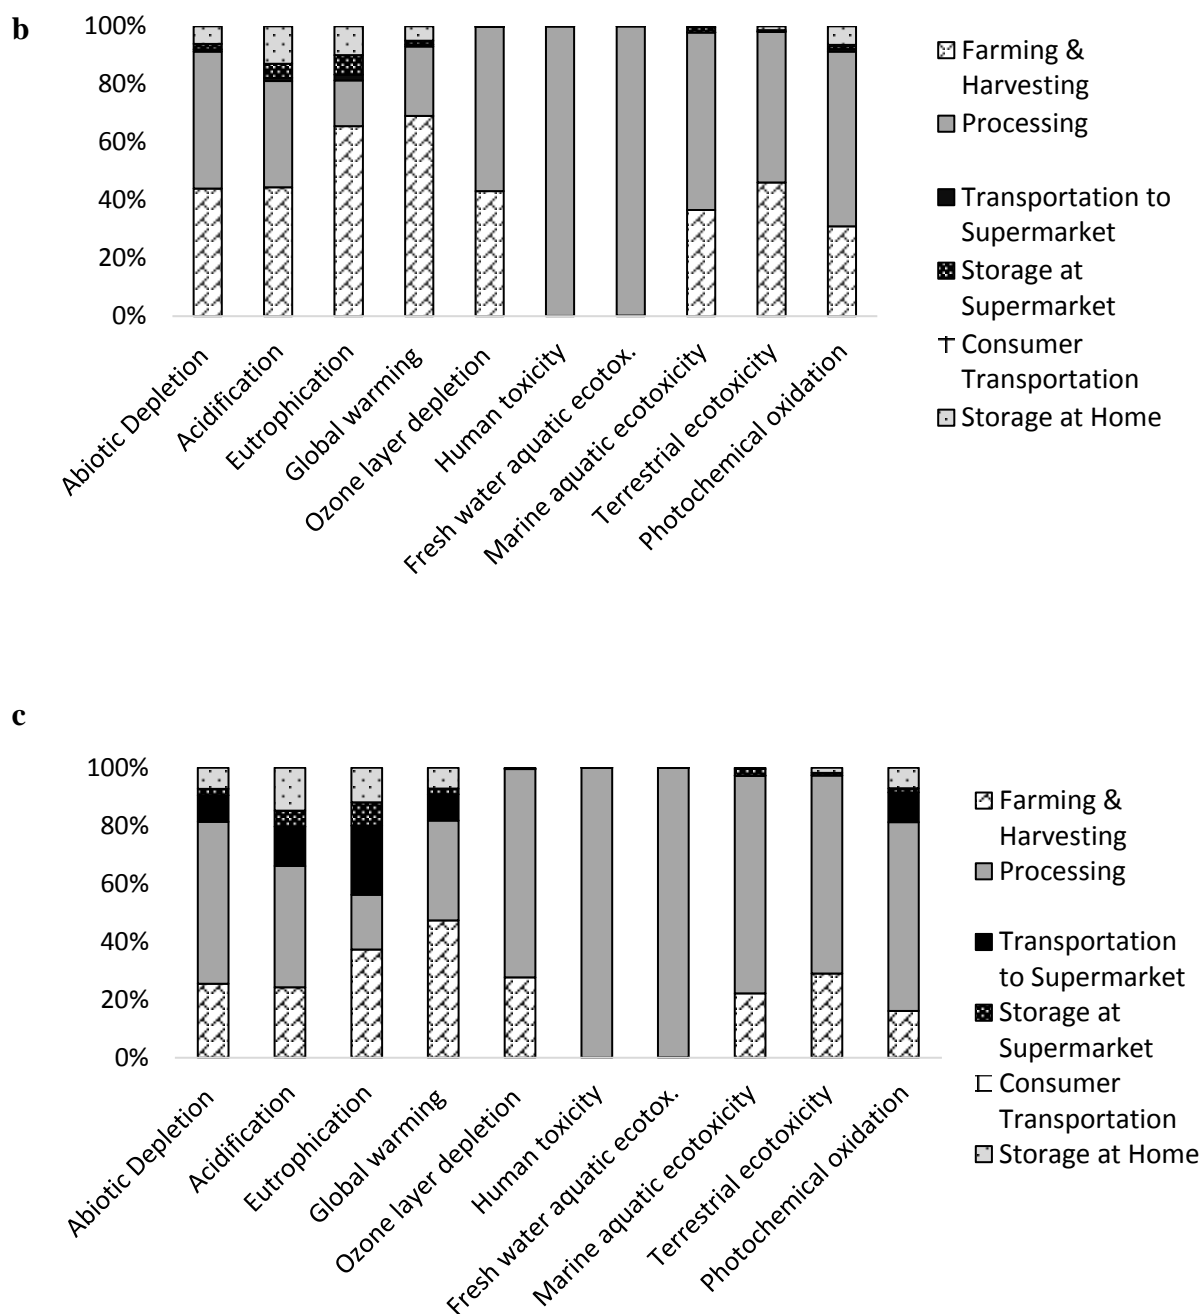 b
100%
80%
60%
40%
20%
0%
Abiotic Depletion
Acidification
Eutrophication
Global warming
Ozone layer depletion
Human toxicity
Fresh water aquatic ecotox.
Marine aquatic ecotoxicity
Terrestrial ecotoxicity
Photochemical oxidation
Farming &
Harvesting
Processing
Transportation to
Supermarket
Storage at
Supermarket
Consumer
Transportation
Storage at Home
c
100%
80%
60%
40%
20%
0%
Abiotic Depletion
Acidification
Eutrophication
Global warming
Ozone layer depletion
Human toxicity
Fresh water aquatic ecotox.
Marine aquatic ecotoxicity
Terrestrial ecotoxicity
Photochemical oxidation
Farming &
Harvesting
Processing
Transportation
to Supermarket
Storage at
Supermarket
Consumer
Transportation
Storage at Home